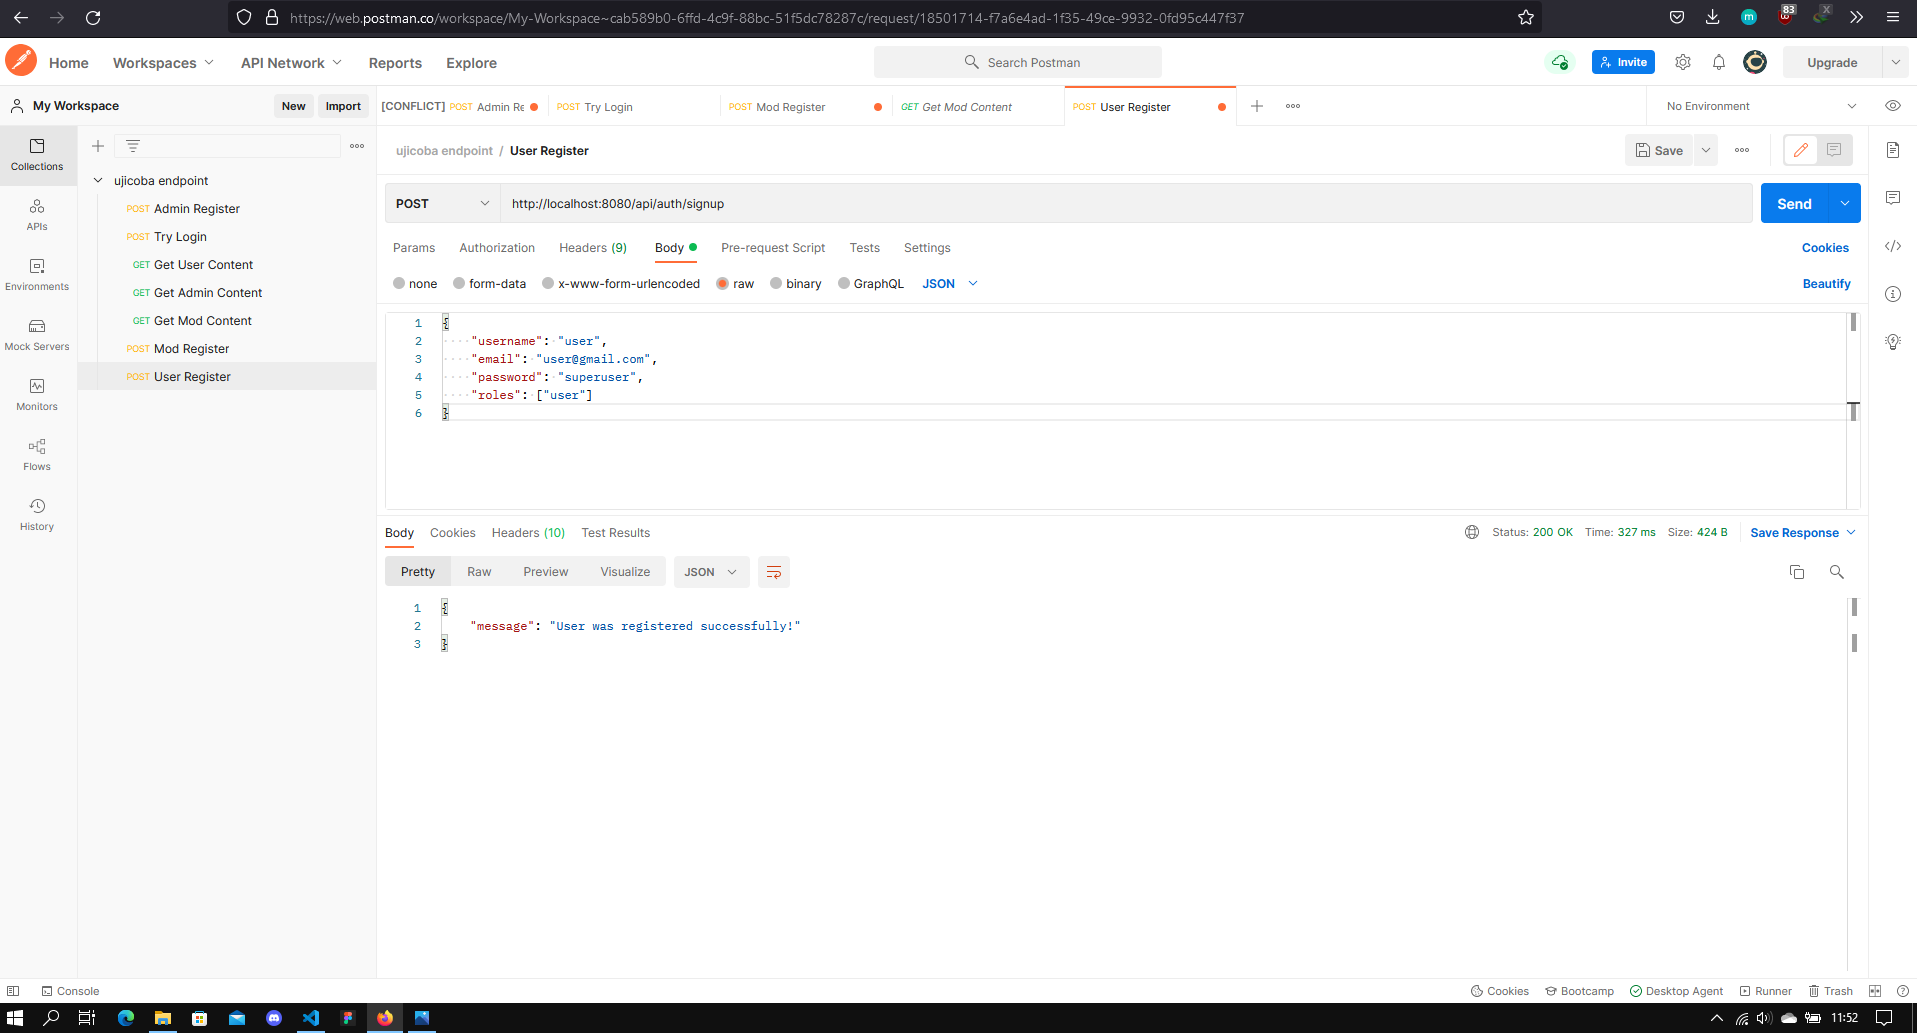 https://web.postman.co/workspace/My-Workspace~cab589b0-6ffd-4c9f-88bc-51f5dc78287c/request/18501714-f7a6e4ad-1f35-49ce-9932-0fd95c447f37
m
83
X
Home Workspaces API Network Reports Explore
Search Postman
Invite
Upgrade
My Workspace
New Import
[CONFLICT] POST Admin Re
POST Try Login
POST Mod Register
GET Get Mod Content
POST User Register
No Environment
Collections
APIs
Environments
Mock Servers
Monitors
Flows
History
ujicoba endpoint
POST Admin Register
POST Try Login
GET Get User Content
GET Get Admin Content
GET Get Mod Content
POST Mod Register
POST User Register
ujicoba endpoint / User Register
Save
POST
http://localhost:8080/api/auth/signup
Send
Params Authorization Headers (9) Body Pre-request Script Tests Settings
Cookies
none form-data x-www-form-urlencoded raw binary GraphQL JSON
Beautify
1 {
2 "username": "user",
3 "email": "user@gmail.com",
4 "password": "superuser",
5 "roles": ["user"]
6 }
Body Cookies Headers (10) Test Results
Status: 200 OK Time: 327 ms Size: 424 B
Save Response
Pretty Raw Preview Visualize
JSON
1 {
2 "message": "User was registered successfully!"
3 }
Console
Cookies Bootcamp Desktop Agent Runner Trash
11:52